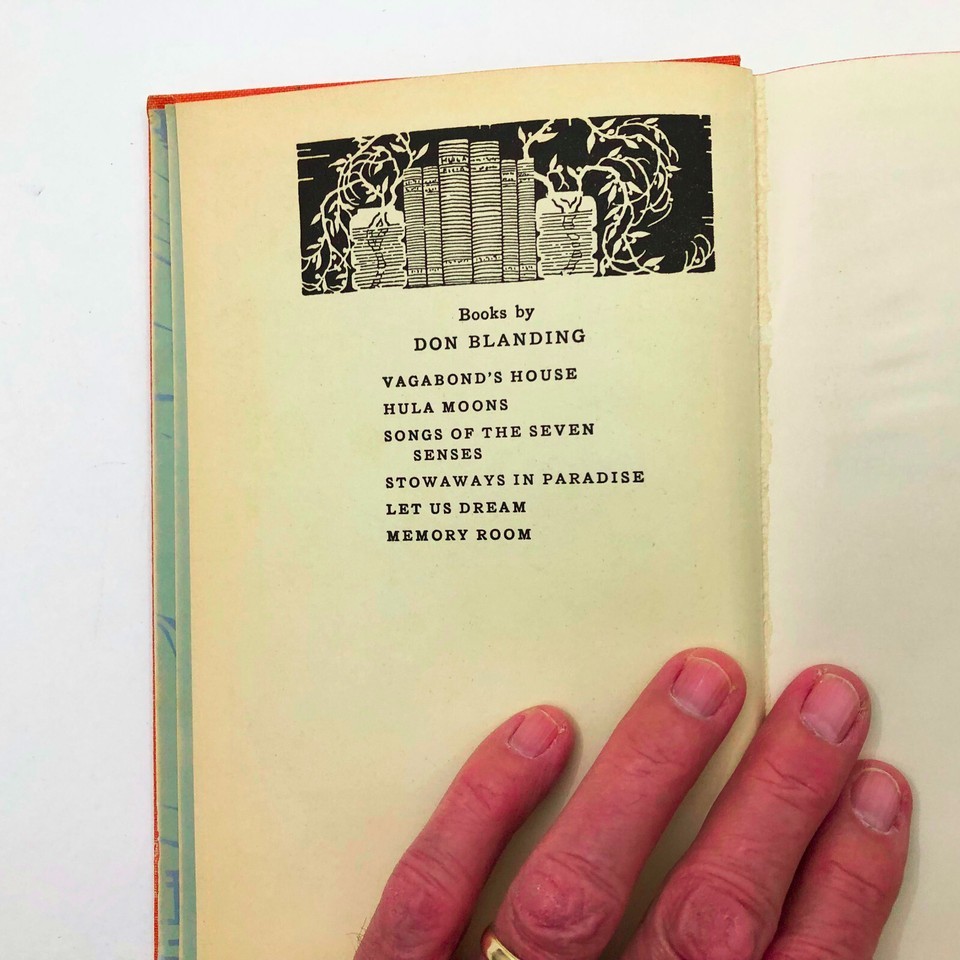 Books by
DON BLANDING
VAGABOND'S HOUSE
HULA MOONS
SONGS OF THE SEVEN
SENSES
STOWAWAYS IN PARADISE
LET US DREAM
MEMORY ROOM